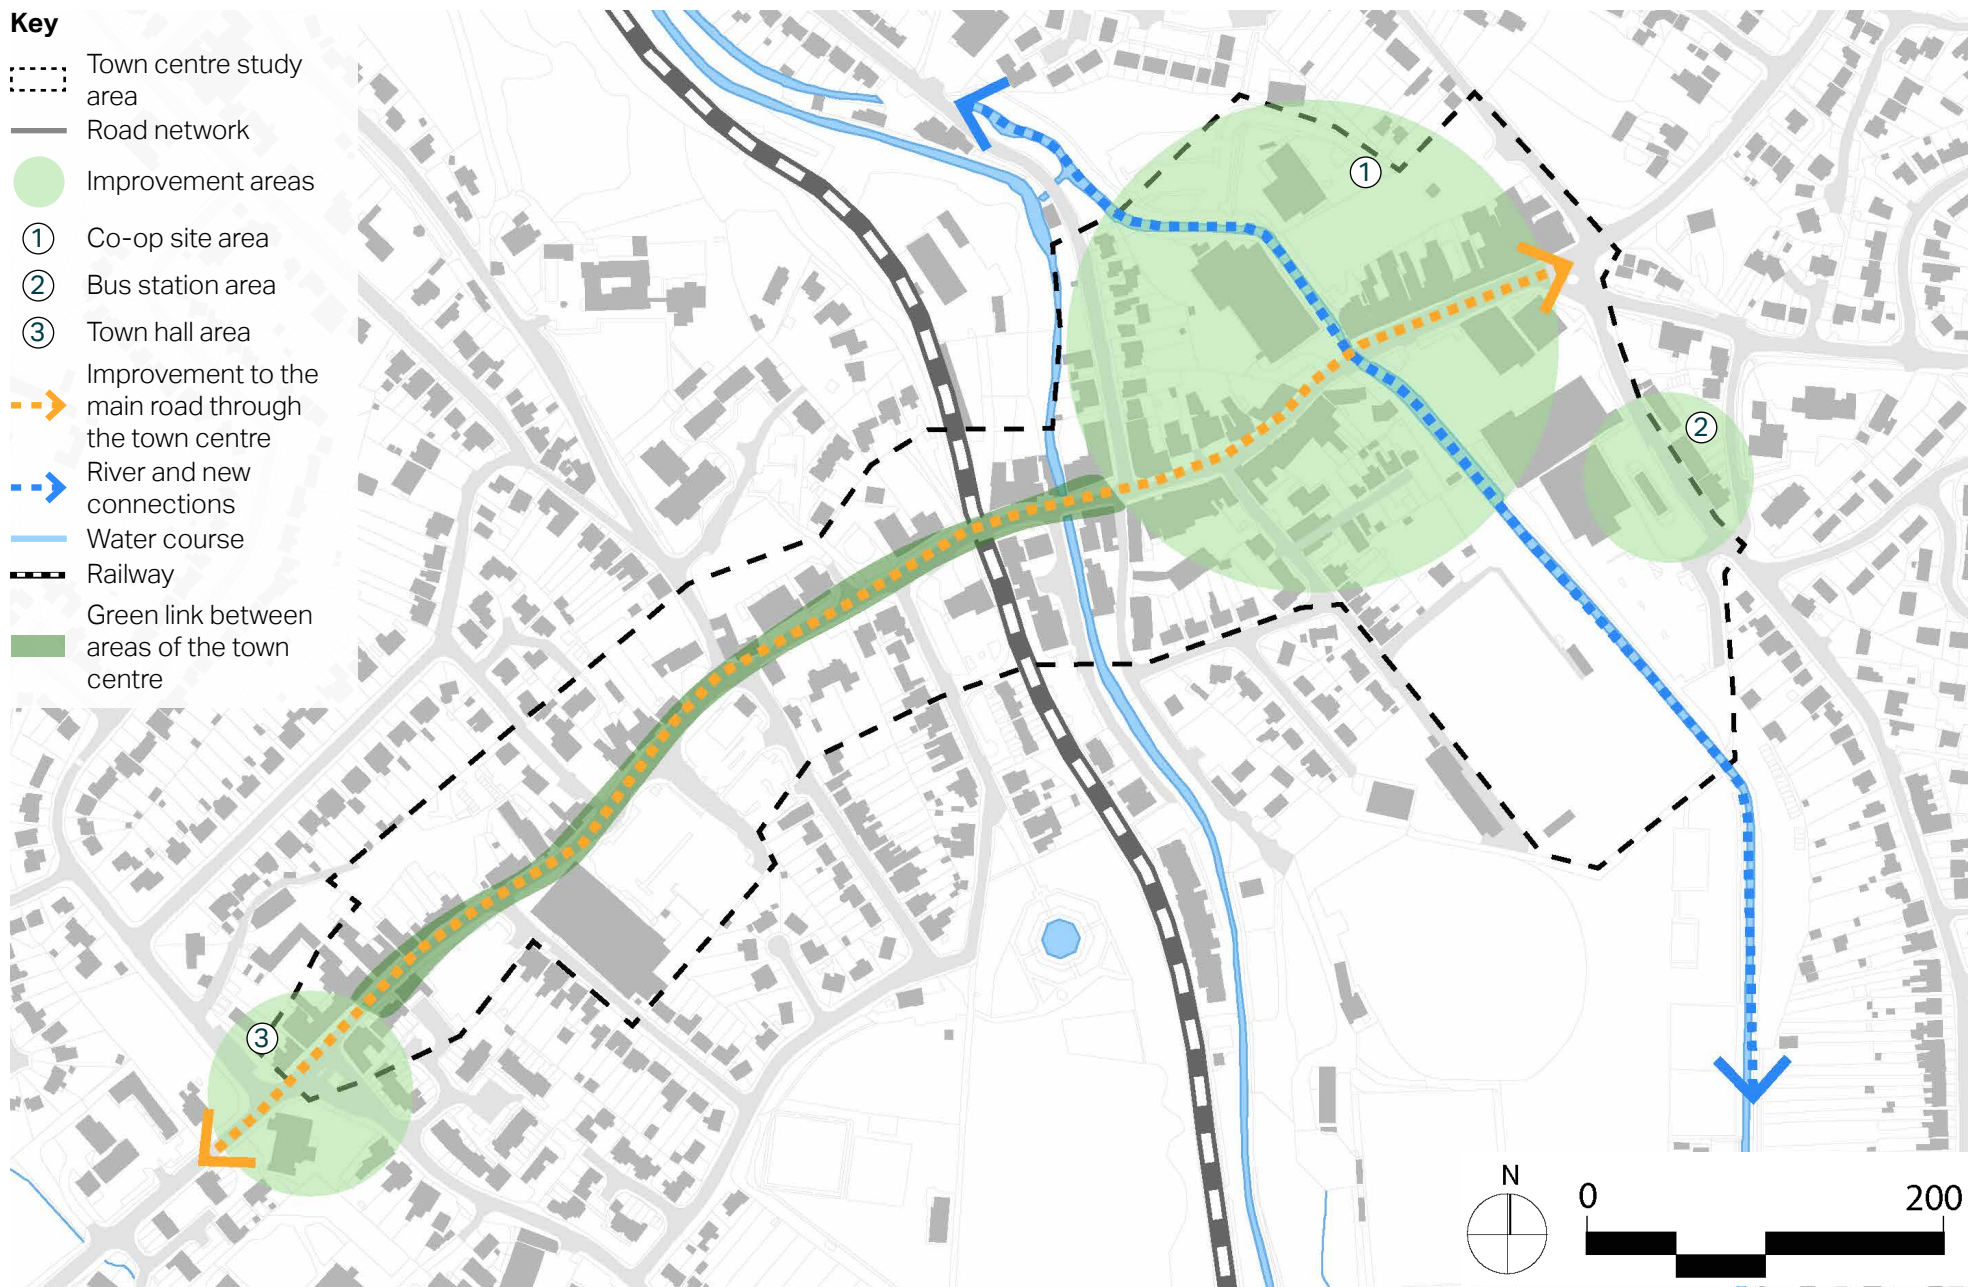 Key
Town centre study
area
Road network
Improvement areas
1 Co-op site area
2 Bus station area
3 Town hall area
Improvement to the
main road through
the town centre
River and new
connections
Water course
Railway
Green link between
areas of the town
centre
1
2
3
N
0 200